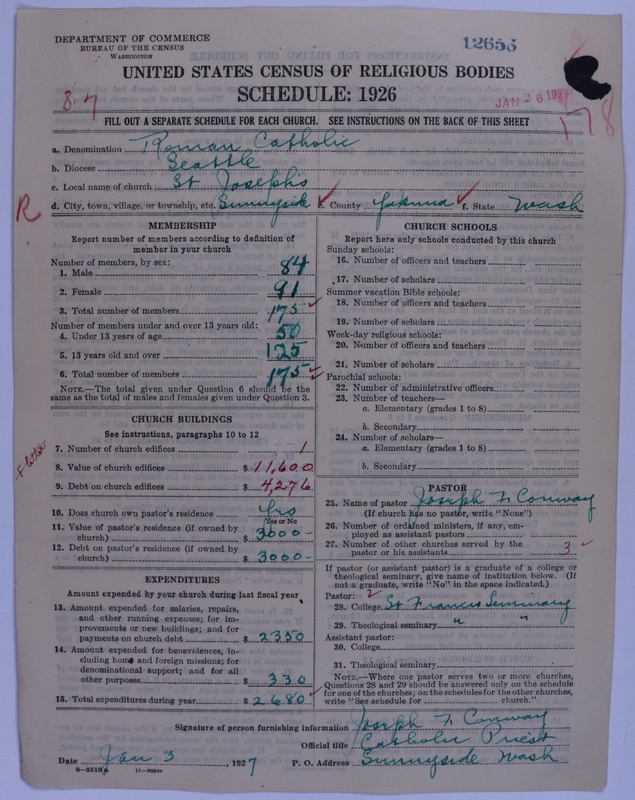 DEPARTMENT OF COMMERCE
BUREAU OF THE CENSUS
WASHINGTON
12655
UNITED STATES CENSUS OF RELIGIOUS BODIES
SCHEDULE: 1926
87
JAN 26 192
178
FILL OUT A SEPARATE SCHEDULE FOR EACH CHURCH. SEE INSTRUCTIONS ON THE BACK OF THIS SHEET
a. Denomination Roman Catholic
b. Diocese Seattle
c. Local name of church St Joseph's
R d. City, town, village, or township, etc. Sunnyside e. County Yakima f. State Wash
MEMBERSHIP
Report number of members according to definition of
member in your church
Number of members, by sex:
1. Male 84
2. Female 91
3. Total number of members 175
Number of members under and over 13 years old:
4. Under 13 years of age 50
5. 13 years old and over 125
6. Total number of members 175
NOTE.—The total given under Question 6 should be the
same as the total of males and females given under Question 3.
CHURCH BUILDINGS
See instructions, paragraphs 10 to 12
7. Number of church edifices 1
8. Value of church edifices $ 11,600
9. Debt on church edifices $ 4,276
10. Does church own pastor's residence? Yes
Yes or No
11. Value of pastor's residence (if owned by
church) $ 3000-
12. Debt on pastor's residence (if owned by
church) $ 3000-
EXPENDITURES
Amount expended by your church during last fiscal year
13. Amount expended for salaries, repairs,
and other running expenses; for im-
provements or new buildings; and for
payments on church debt $ 2350
14. Amount expended for benevolences, in-
cluding home and foreign missions; for
denominational support; and for all
other purposes $ 330
15. Total expenditures during year $ 2680
CHURCH SCHOOLS
Report here only schools conducted by this church
Sunday schools:
16. Number of officers and teachers
17. Number of scholars
Summer vacation Bible schools:
18. Number of officers and teachers
19. Number of scholars
Week-day religious schools:
20. Number of officers and teachers
21. Number of scholars
Parochial schools:
22. Number of administrative officers
23. Number of teachers—
a. Elementary (grades 1 to 8)
b. Secondary
24. Number of scholars—
a. Elementary (grades 1 to 8)
b. Secondary
PASTOR
25. Name of pastor Joseph F Conway
(If church has no pastor, write "None")
26. Number of ordained ministers, if any, em-
ployed as assistant pastors
27. Number of other churches served by the
pastor or his assistants 3
If pastor (or assistant pastor) is a graduate of a college or
theological seminary, give name of institution below. (If
not a graduate, write "No" in the space indicated.)
Pastor: 2
28. College St Francis Seminary
29. Theological seminary " "
Assistant pastor:
30. College
31. Theological seminary
NOTE.—Where one pastor serves two or more churches,
Questions 28 and 29 should be answered only on the schedule
for one of the churches; on the schedules for the other churches,
write "See schedule for church."
Signature of person furnishing information Joseph F Conway
Official title Catholic Priest
Date Jan 3, 1927 P. O. Address Sunnyside Wash